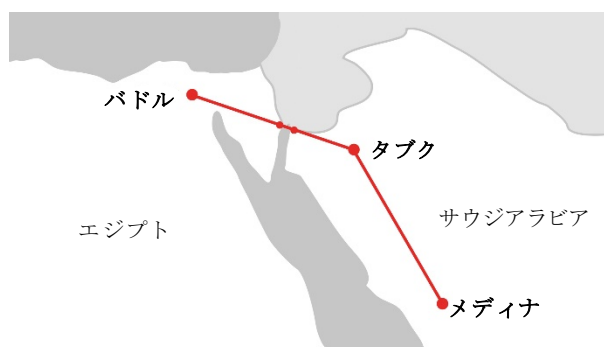 バドル
タブク
エジプト
サウジアラビア
メディナ